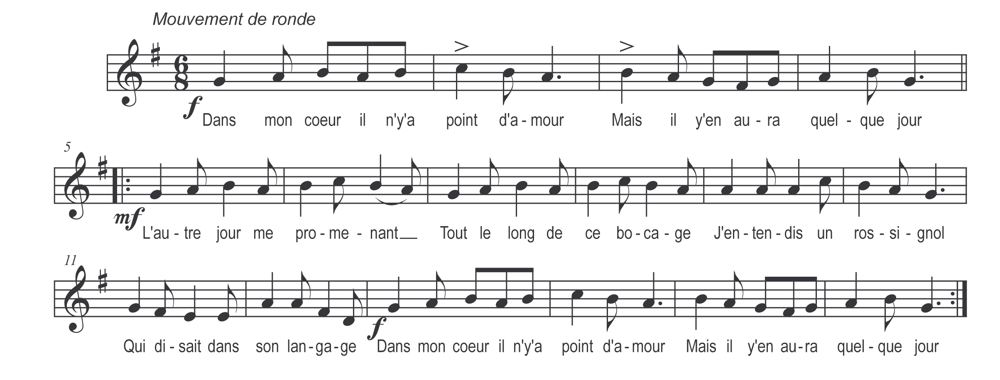 Mouvement de ronde
6
8
f
Dans mon coeur il n'y'a point d'a - mour Mais il y'en au - ra quel - que jour
5
mf
L'au - tre jour me pro - me - nant Tout le long de ce bo - ca - ge J'en - ten - dis un ros - si - gnol
11
f
Qui di - sait dans son lan - ga - ge Dans mon coeur il n'y'a point d'a - mour Mais il y'en au - ra quel - que jour